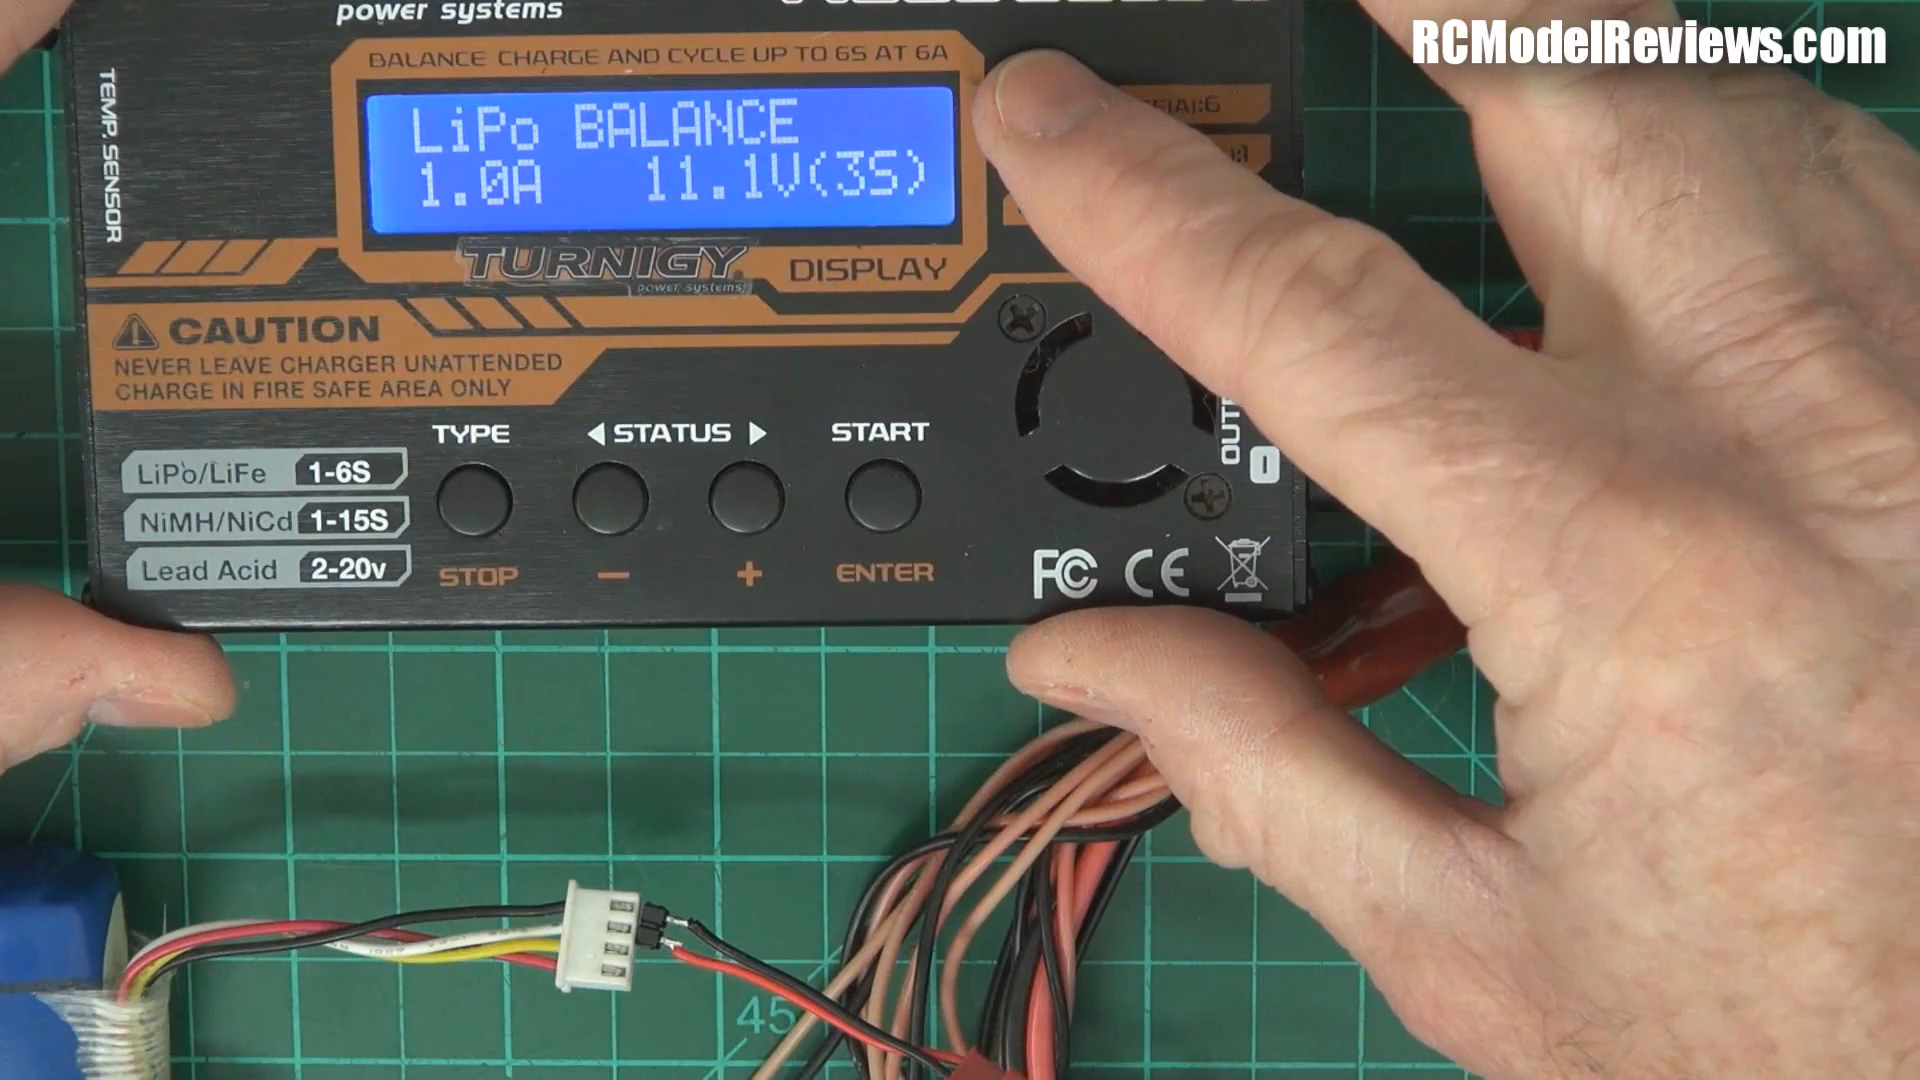 power systems
RCModelReviews.com
BALANCE CHARGE AND CYCLE UP TO 6S AT 6A
TEMP. SENSOR
LiPo BALANCE
1.0A 11.1V(3S)
TURNIGY
power systems
DISPLAY
CAUTION
NEVER LEAVE CHARGER UNATTENDED
CHARGE IN FIRE SAFE AREA ONLY
TYPE
◀ STATUS ▶
START
LiPo/LiFe 1-6S
NiMH/NiCd 1-15S
Lead Acid 2-20v
STOP
−
+
ENTER
FC CE
45